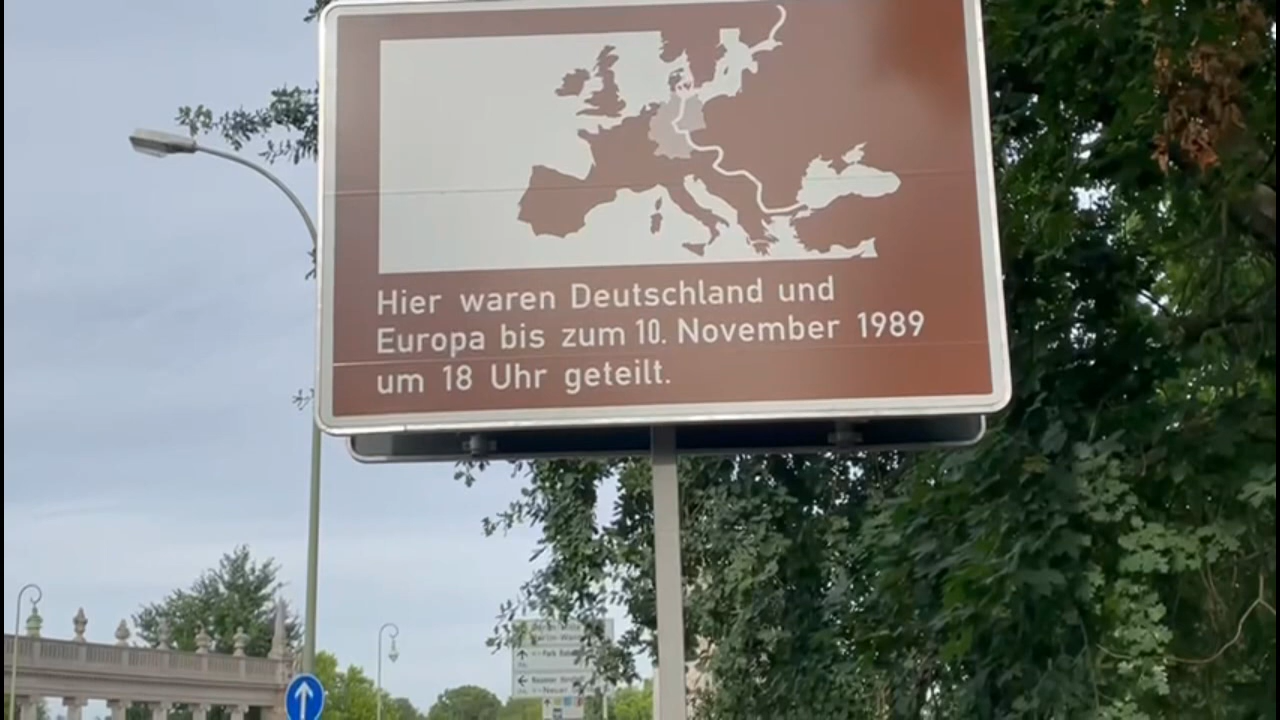 Hier waren Deutschland und
Europa bis zum 10. November 1989
um 18 Uhr geteilt.